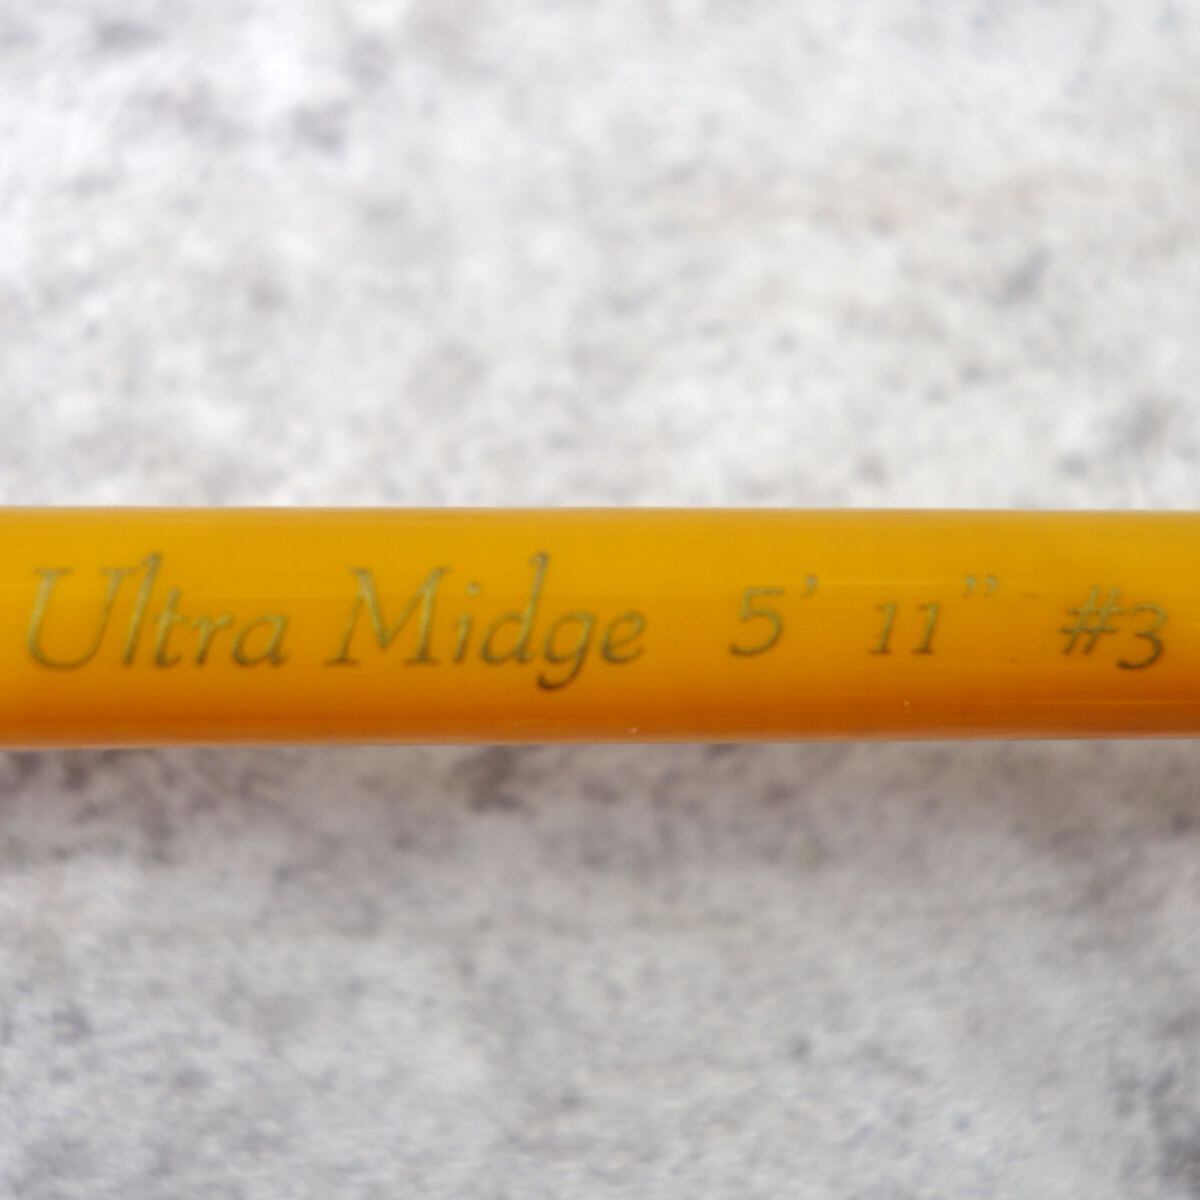 Ultra Midge 5’ 11” #3